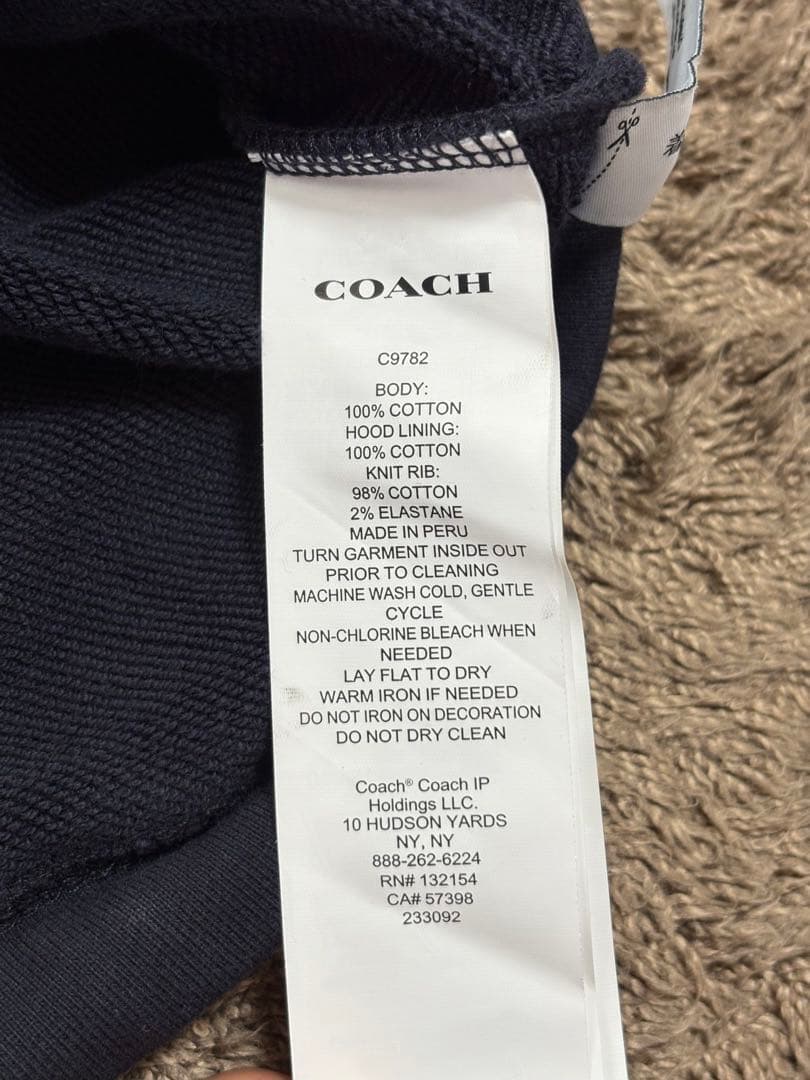 COACH
C9782
BODY:
100% COTTON
HOOD LINING:
100% COTTON
KNIT RIB:
98% COTTON
2% ELASTANE
MADE IN PERU
TURN GARMENT INSIDE OUT
PRIOR TO CLEANING
MACHINE WASH COLD, GENTLE
CYCLE
NON-CHLORINE BLEACH WHEN
NEEDED
LAY FLAT TO DRY
WARM IRON IF NEEDED
DO NOT IRON ON DECORATION
DO NOT DRY CLEAN
Coach® Coach IP
Holdings LLC.
10 HUDSON YARDS
NY, NY
888-262-6224
RN# 132154
CA# 57398
233092